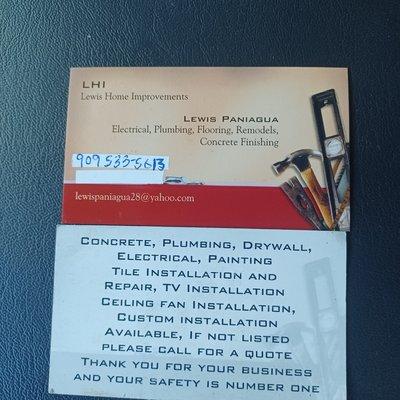 LHI
Lewis Home Improvements
Lewis Paniagua
Electrical, Plumbing, Flooring, Remodels,
Concrete Finishing
909 533-5613
lewispaniagua28@yahoo.com
Concrete, Plumbing, Drywall,
Electrical, Painting
Tile Installation and
Repair, TV Installation
Ceiling fan Installation,
Custom installation
Available, If not listed
please call for a quote
Thank you for your business
and your safety is number one